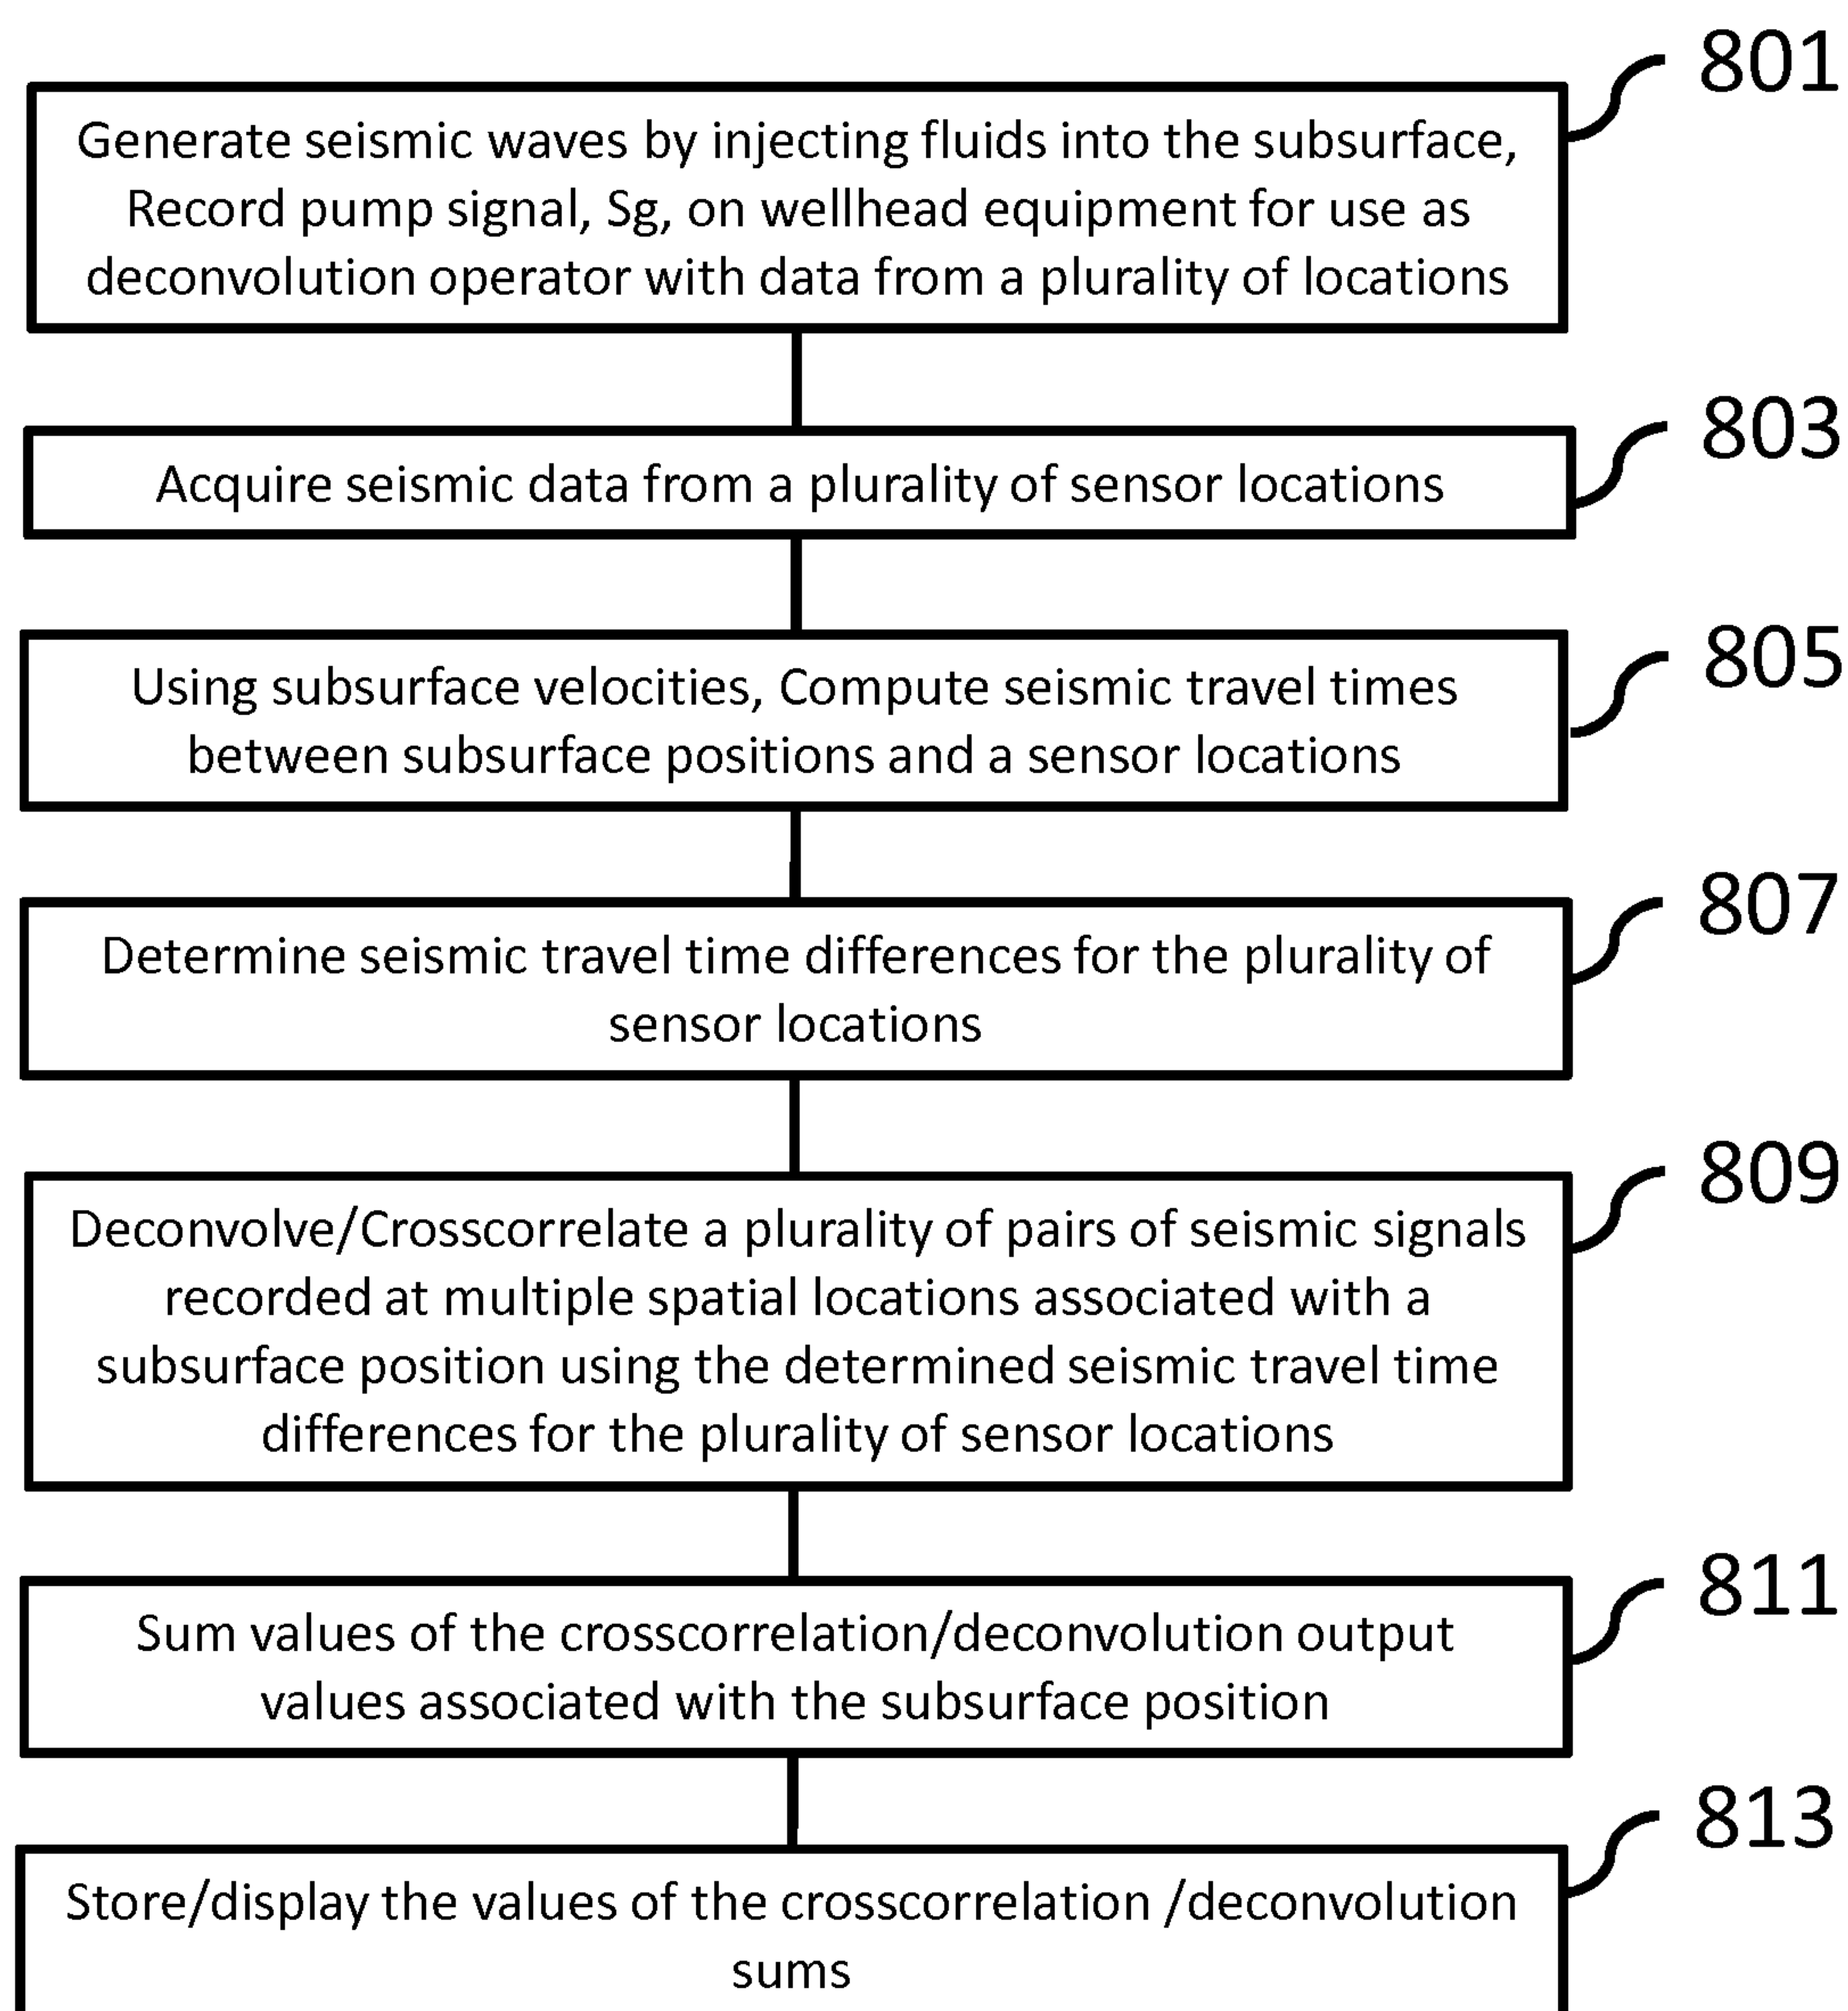 801
Generate seismic waves by injecting fluids into the subsurface,
Record pump signal, Sg, on wellhead equipment for use as
deconvolution operator with data from a plurality of locations
803
Acquire seismic data from a plurality of sensor locations
805
Using subsurface velocities, Compute seismic travel times
between subsurface positions and a sensor locations
807
Determine seismic travel time differences for the plurality of
sensor locations
809
Deconvolve/Crosscorrelate a plurality of pairs of seismic signals
recorded at multiple spatial locations associated with a
subsurface position using the determined seismic travel time
differences for the plurality of sensor locations
811
Sum values of the crosscorrelation/deconvolution output
values associated with the subsurface position
813
Store/display the values of the crosscorrelation /deconvolution
sums